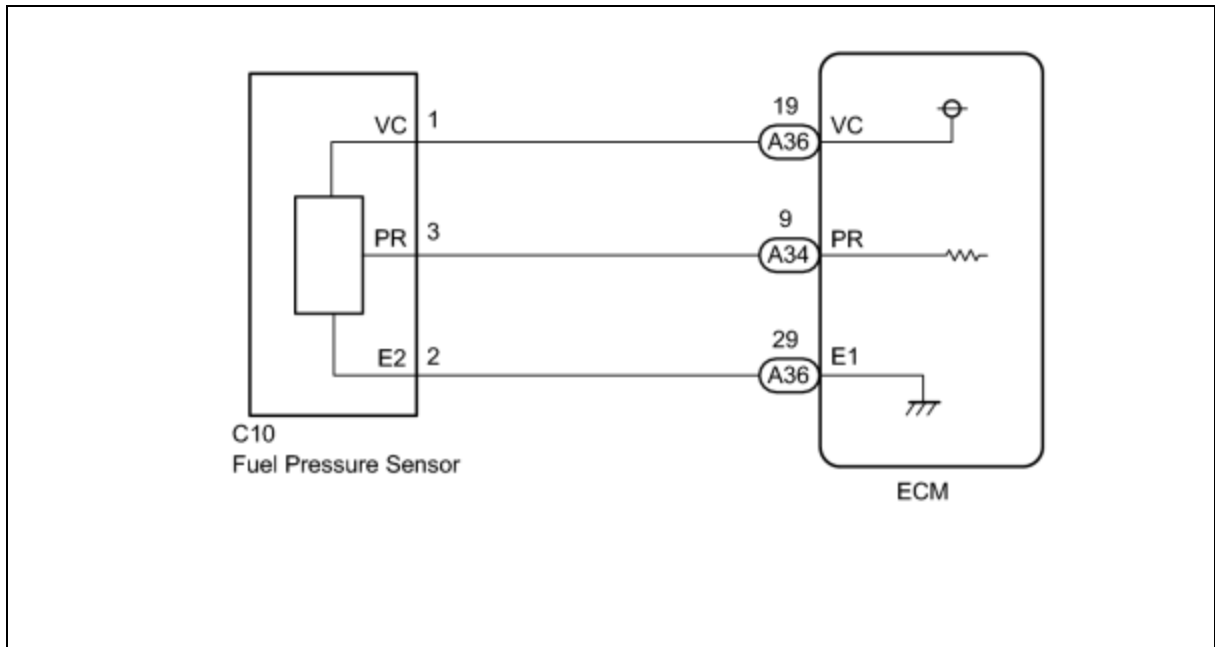 19
VC 1 A36 VC
9
PR 3 A34 PR
29
E2 2 A36 E1
C10
Fuel Pressure Sensor
ECM